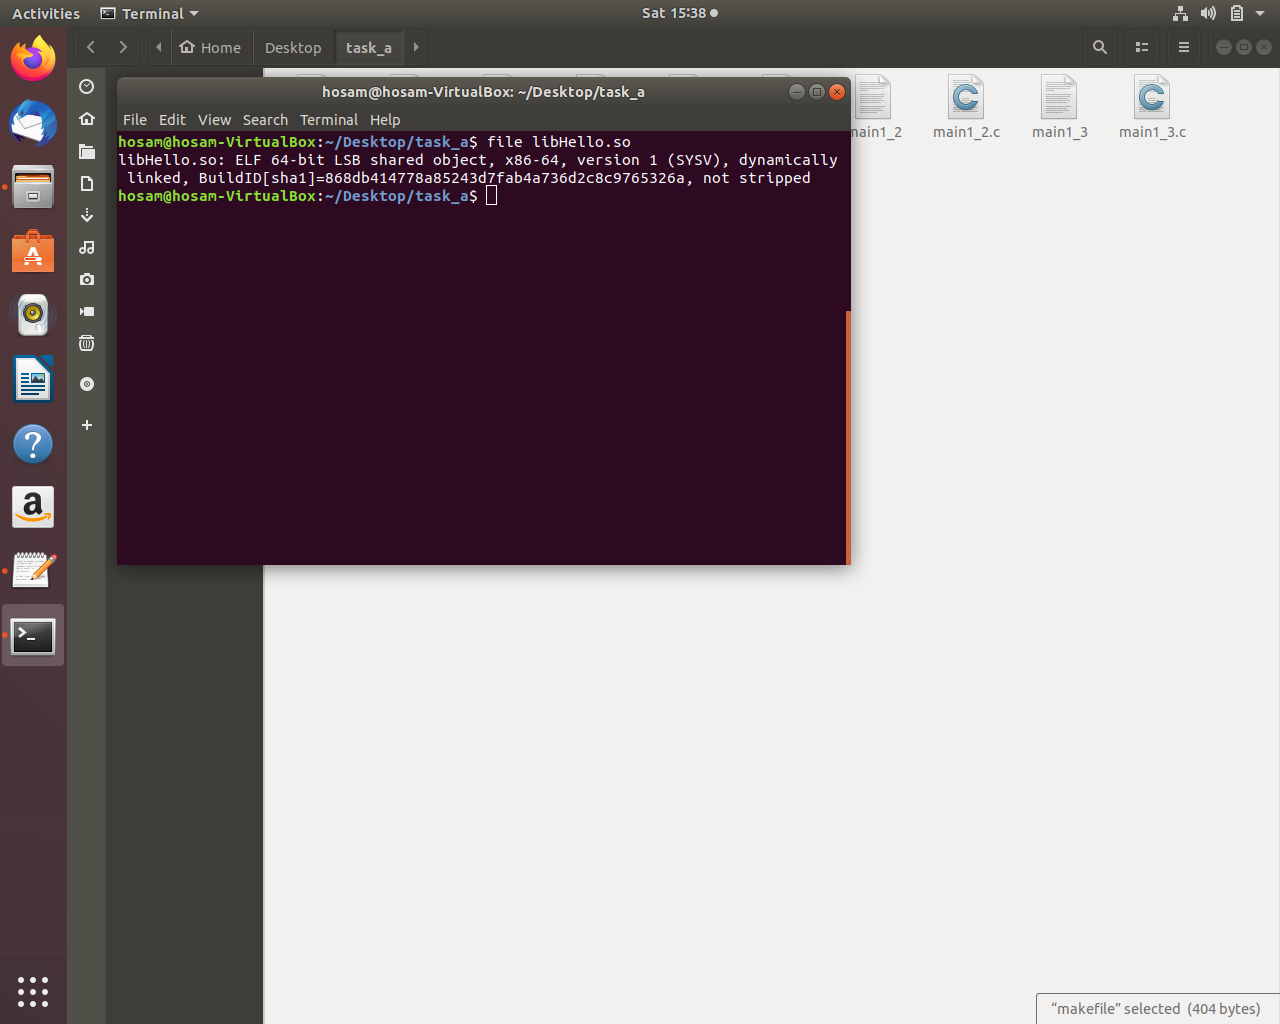 Activities Terminal Sat 15:38
Home Desktop task_a
hosam@hosam-VirtualBox: ~/Desktop/task_a
File Edit View Search Terminal Help
hosam@hosam-VirtualBox:~/Desktop/task_a$ file libHello.so
libHello.so: ELF 64-bit LSB shared object, x86-64, version 1 (SYSV), dynamically
linked, BuildID[sha1]=868db414778a85243d7fab4a736d2c8c9765326a, not stripped
hosam@hosam-VirtualBox:~/Desktop/task_a$
main1_2 main1_2.c main1_3 main1_3.c
“makefile” selected (404 bytes)